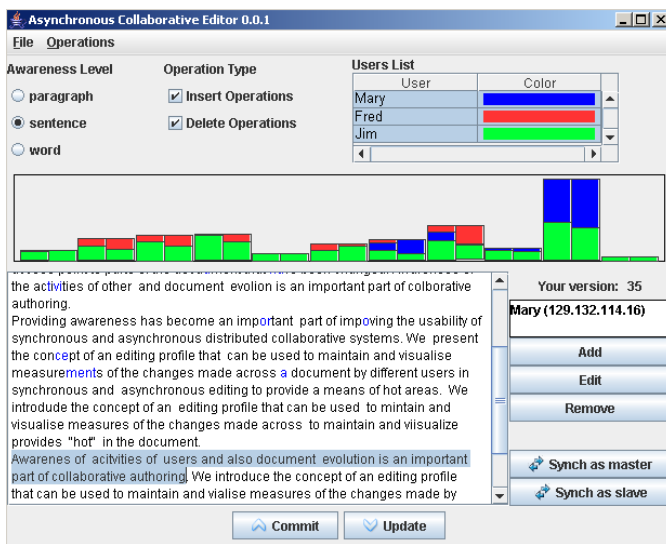 Asynchronous Collaborative Editor 0.0.1
File Operations
Awareness Level
paragraph
sentence
word
Operation Type
Insert Operations
Delete Operations
Users List
User Color
Mary
Fred
Jim
the activities of other and document evolion is an important part of colborative
authoring.
Providing awareness has become an important part of impoving the usability of
synchronous and asynchronous distributed collaborative systems. We present
the concept of an editing profile that can be used to maintain and visualise
measurements of the changes made across a document by different users in
synchronous and asynchronous editing to provide a means of hot areas. We
introdude the concept of an editing profile that can be used to mintain and
visualise measures of the changes made across to maintain and viisualize
provides "hot" in the document.
Awarenes of acitvities of users and also document evolution is an important
part of collaborative authoring. We introduce the concept of an editing profile
that can be used to maintain and vialise measures of the changes made by
Your version: 35
Mary (129.132.114.16)
Add
Edit
Remove
Synch as master
Synch as slave
Commit
Update